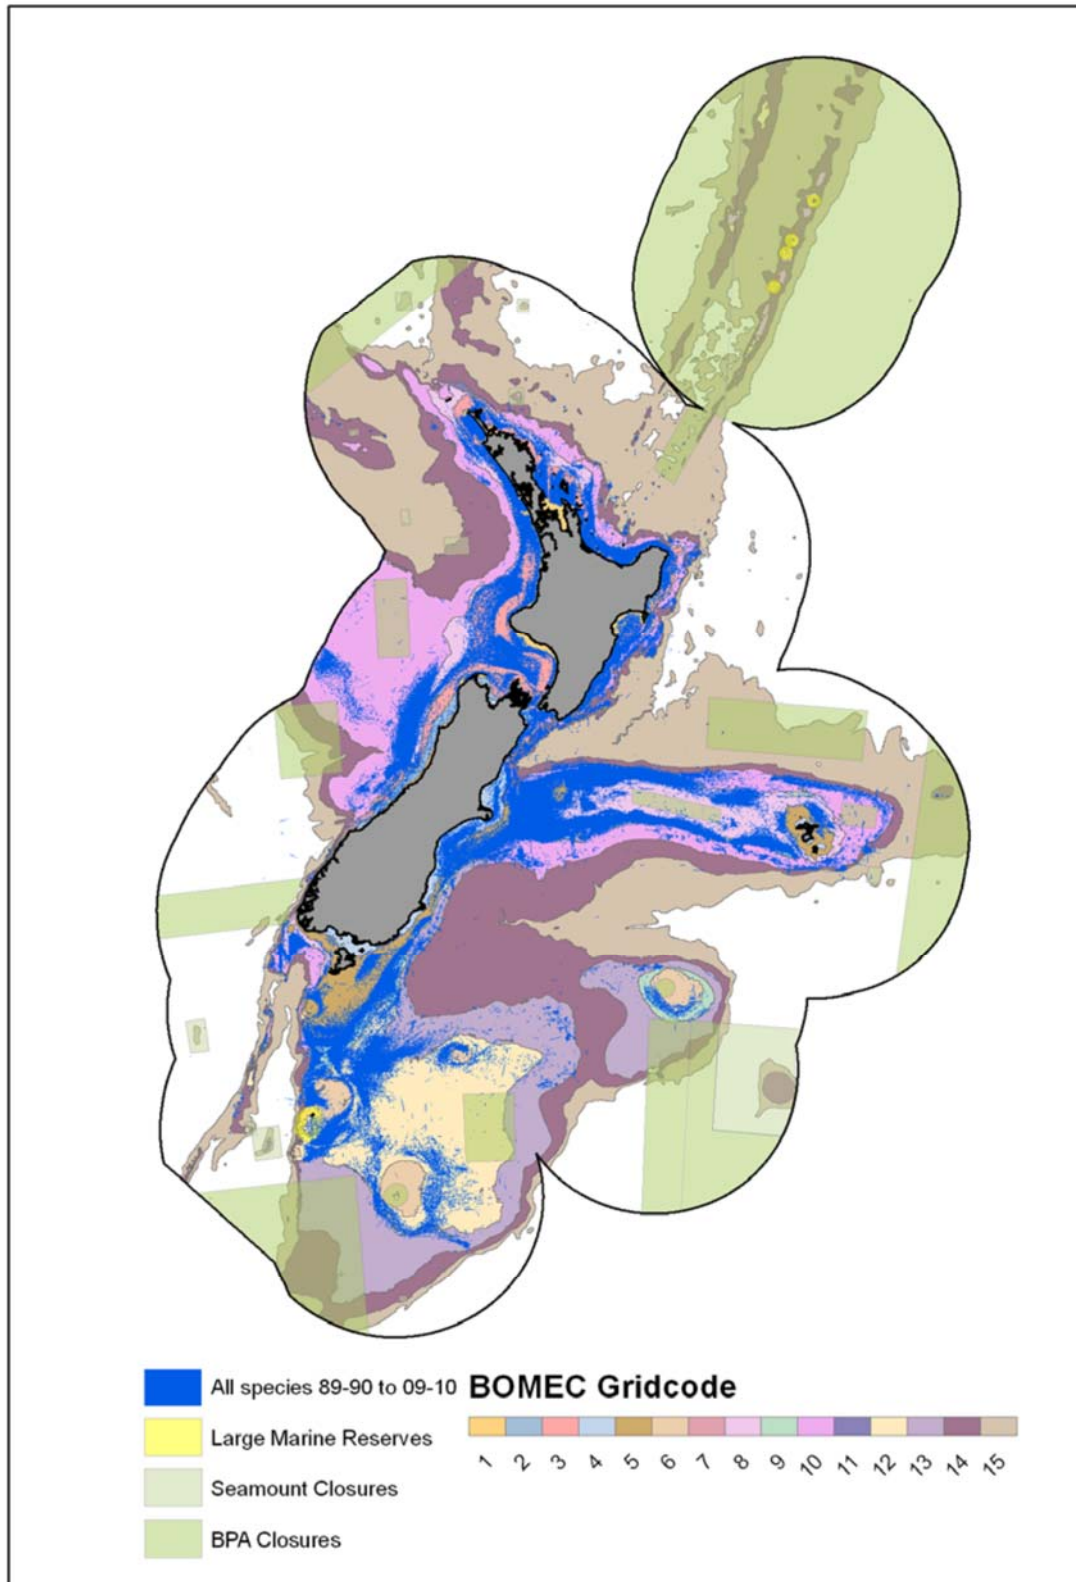 All species 89-90 to 09-10
BOMEC Gridcode
Large Marine Reserves
Seamount Closures
BPA Closures
1 2 3 4 5 6 7 8 9 10 11 12 13 14 15